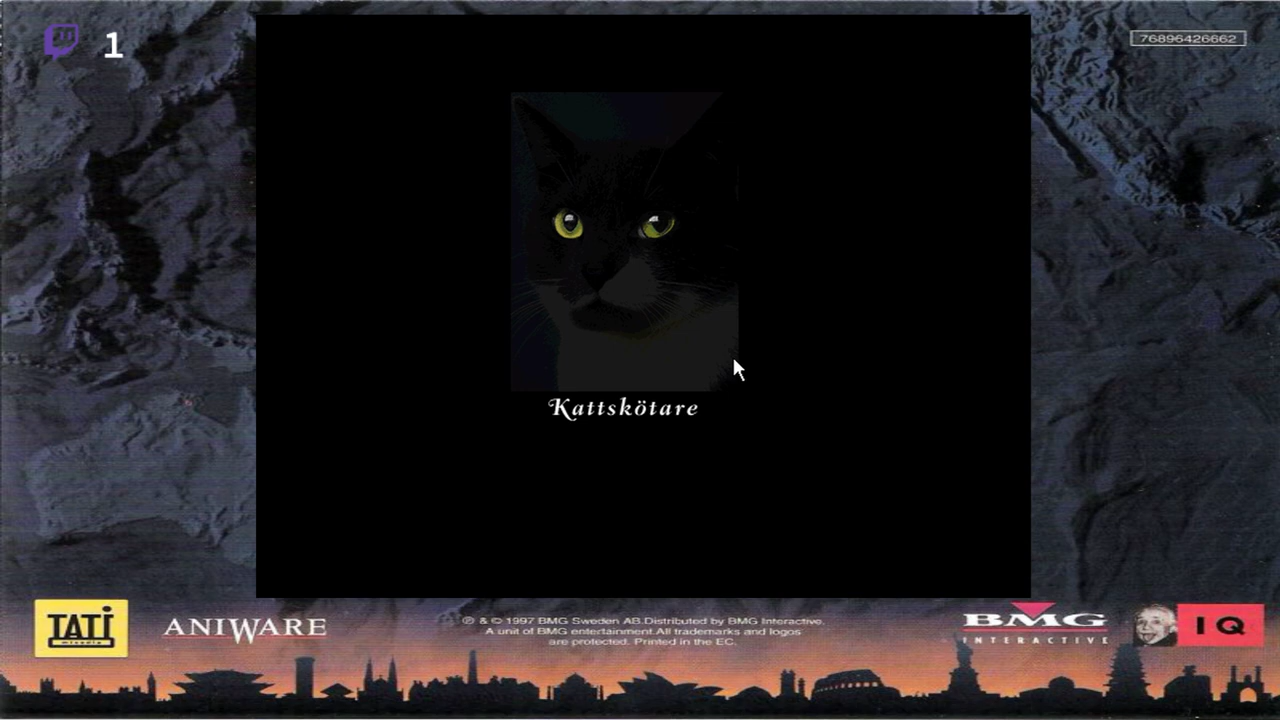 1
76896426662
Kattskötare
TATi
mixedia
ANIWARE
℗ & © 1997 BMG Sweden AB.Distributed by BMG Interactive.
A unit of BMG entertainment.All trademarks and logos
are protected. Printed in the EC.
BMG
INTERACTIVE
IQ